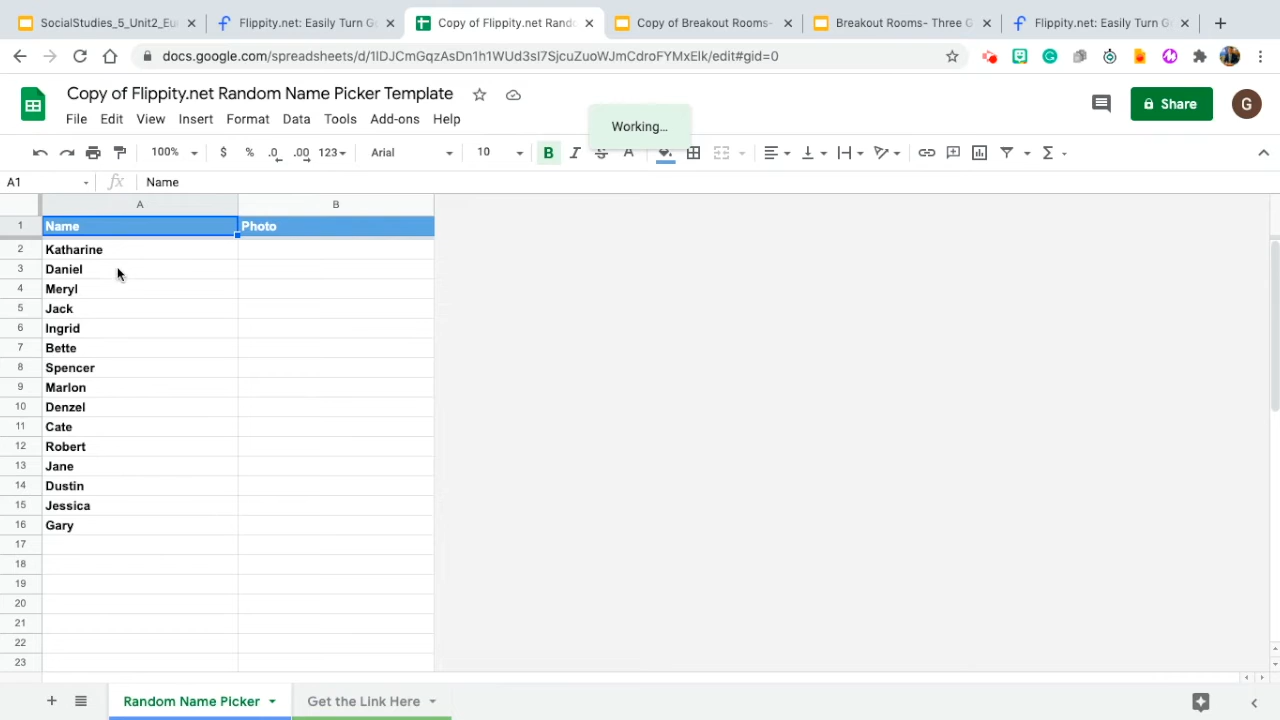 SocialStudies_5_Unit2_Eul
Flippity.net: Easily Turn G
Copy of Flippity.net Rando
Copy of Breakout Rooms-
Breakout Rooms- Three G
Flippity.net: Easily Turn G
docs.google.com/spreadsheets/d/1IDJCmGqzAsDn1h1WUd3sI7SjcuZuoWJmCdroFYMxElk/edit#gid=0
Copy of Flippity.net Random Name Picker Template
File Edit View Insert Format Data Tools Add-ons Help
Working...
Share
G
100% $ % .0 .00 123 Arial 10 B I S A Σ
A1 fx Name
A B
1 Name Photo
2 Katharine
3 Daniel
4 Meryl
5 Jack
6 Ingrid
7 Bette
8 Spencer
9 Marlon
10 Denzel
11 Cate
12 Robert
13 Jane
14 Dustin
15 Jessica
16 Gary
17
18
19
20
21
22
23
Random Name Picker
Get the Link Here